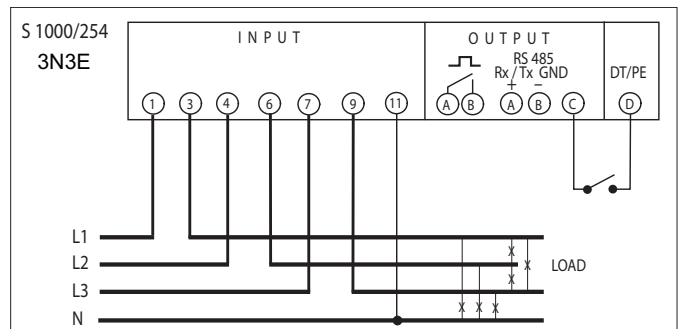 S 1000/254
3N3E
INPUT
OUTPUT
RS 485
Rx / Tx GND
+ −
DT/PE
1 3 4 6 7 9 11 A B A B C D
L1
L2
L3
N
LOAD